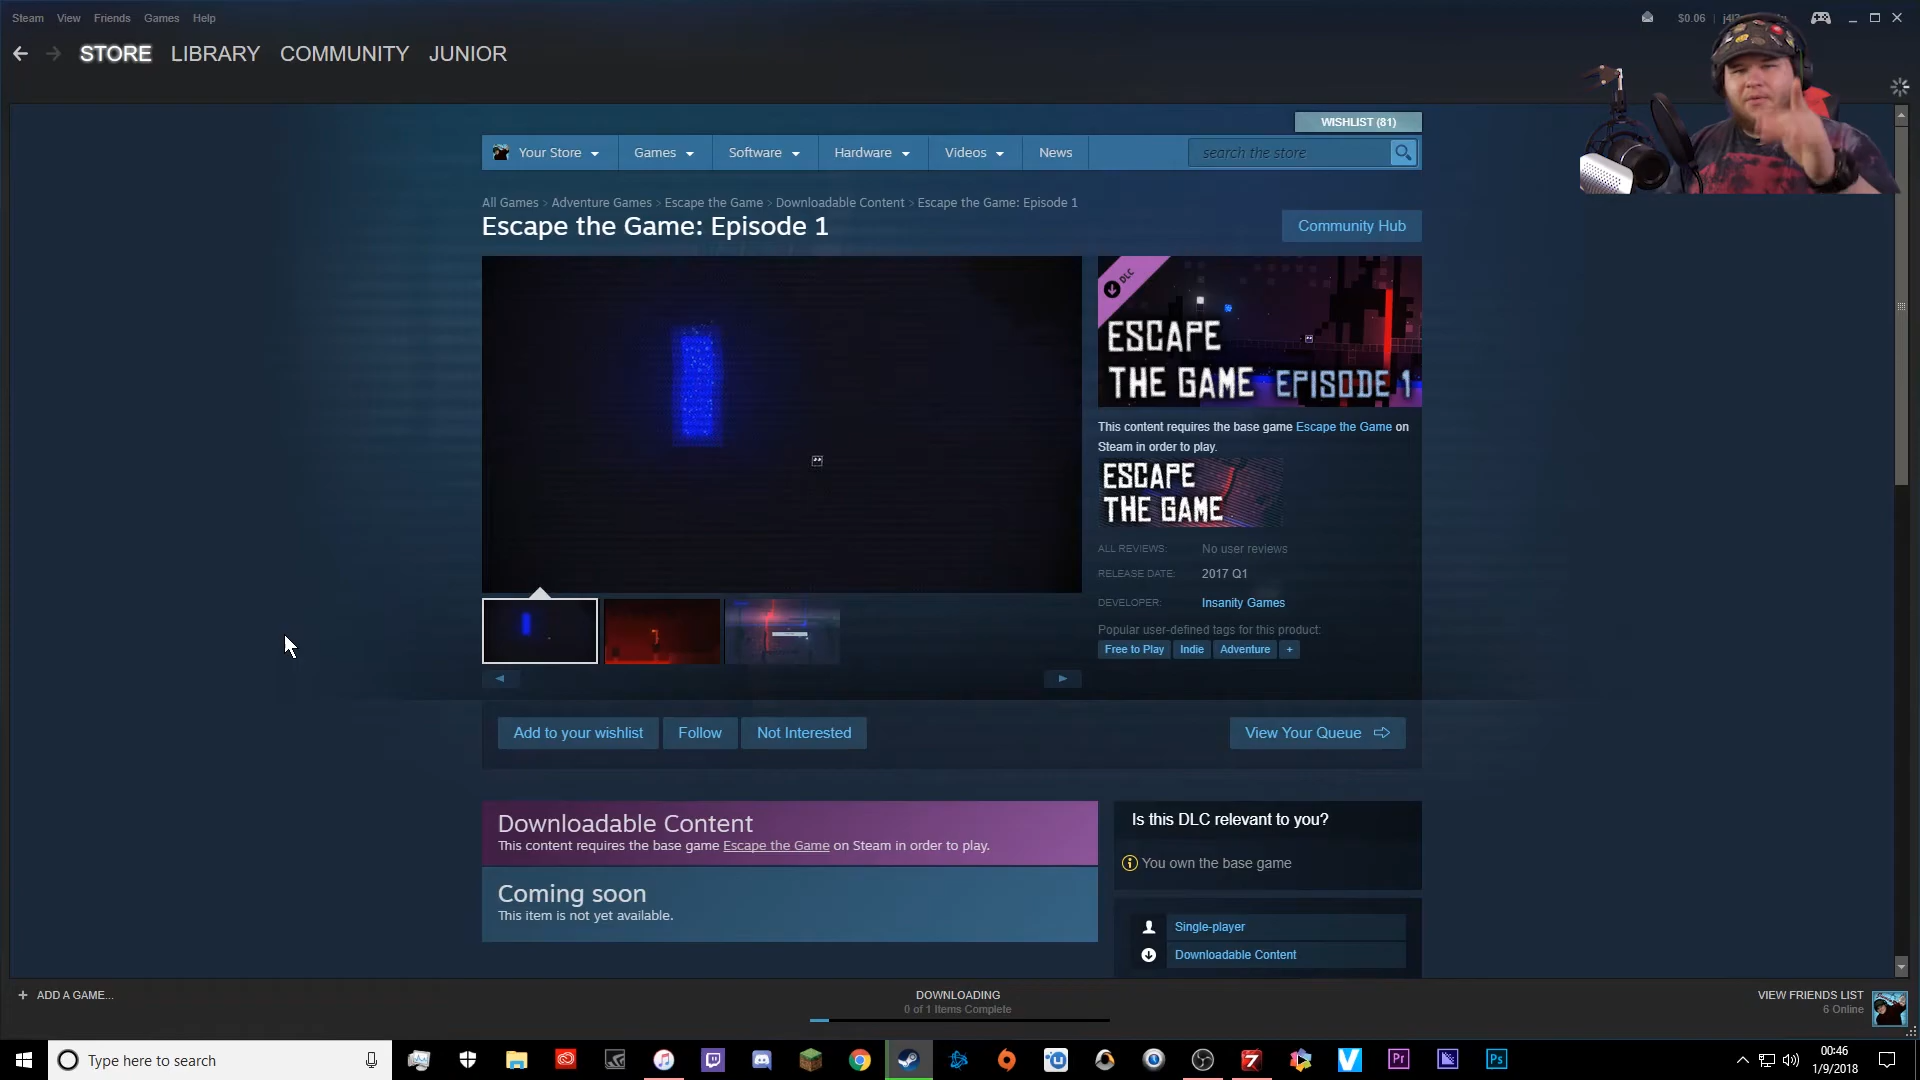 Steam View Friends Games Help
$0.06
STORE LIBRARY COMMUNITY JUNIOR
WISHLIST (81)
Your Store Games Software Hardware Videos News
search the store
All Games > Adventure Games > Escape the Game > Downloadable Content > Escape the Game: Episode 1
Escape the Game: Episode 1
Community Hub
DLC
ESCAPE
THE GAME EPISODE 1
This content requires the base game Escape the Game on
Steam in order to play.
ESCAPE
THE GAME
ALL REVIEWS: No user reviews
RELEASE DATE: 2017 Q1
DEVELOPER: Insanity Games
Popular user-defined tags for this product:
Free to Play Indie Adventure +
Add to your wishlist Follow Not Interested
View Your Queue
Downloadable Content
This content requires the base game Escape the Game on Steam in order to play.
Is this DLC relevant to you?
You own the base game
Coming soon
This item is not yet available.
Single-player
Downloadable Content
+ ADD A GAME...
DOWNLOADING
0 of 1 Items Complete
VIEW FRIENDS LIST
6 Online
Type here to search
Pr
Ps
00:46
1/9/2018